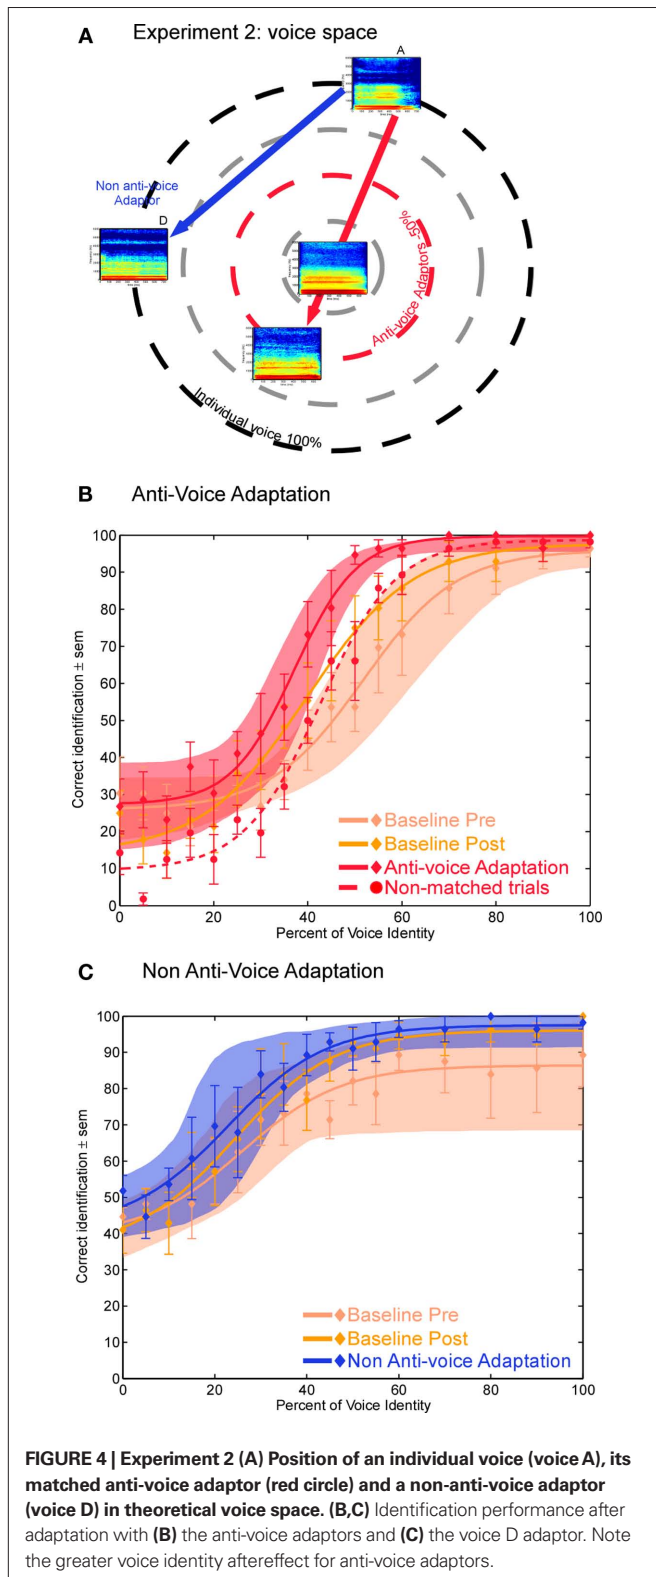 A Experiment 2: voice space
A
Non anti-voice
Adaptor
D
Anti-voice Adaptors -50%
Individual voice 100%
B Anti-Voice Adaptation
Correct identification ± sem
100
90
80
70
60
50
40
30
20
10
0
Baseline Pre
Baseline Post
Anti-voice Adaptation
Non-matched trials
0 20 40 60 80 100
Percent of Voice Identity
C Non Anti-Voice Adaptation
Correct identification ± sem
100
90
80
70
60
50
40
30
20
10
0
Baseline Pre
Baseline Post
Non Anti-voice Adaptation
0 20 40 60 80 100
Percent of Voice Identity
FIGURE 4 | Experiment 2 (A) Position of an individual voice (voice A), its
matched anti-voice adaptor (red circle) and a non-anti-voice adaptor
(voice D) in theoretical voice space. (B,C) Identification performance after
adaptation with (B) the anti-voice adaptors and (C) the voice D adaptor. Note
the greater voice identity aftereffect for anti-voice adaptors.